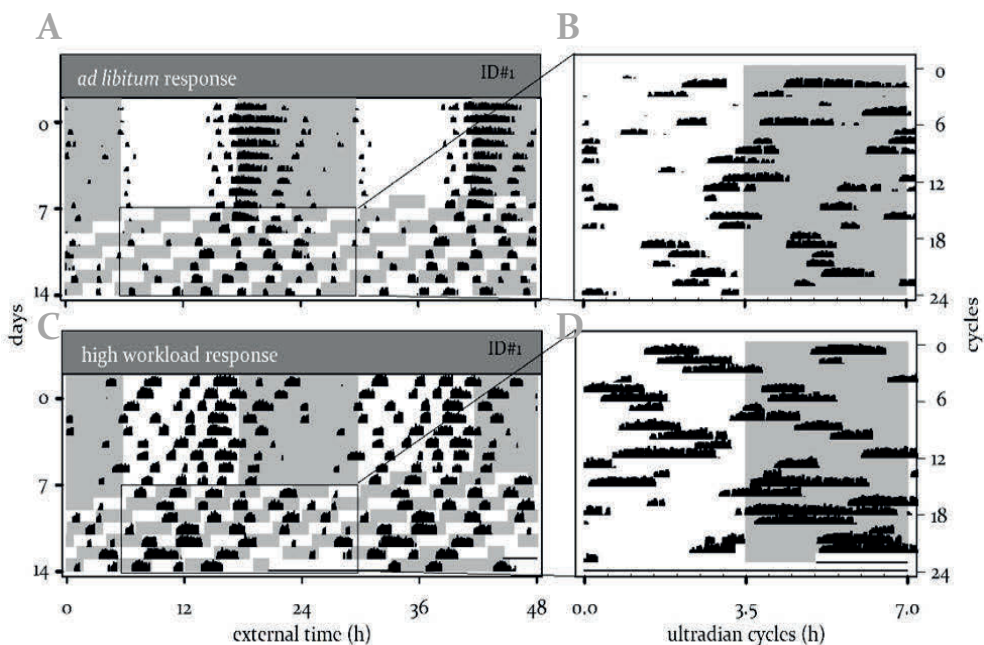 A
B
ad libitum response
ID#1
0
7
14
0
6
12
18
24
C
D
high workload response
ID#1
0
7
14
0
6
12
18
24
days
cycles
0
12
24
36
48
0.0
3.5
7.0
external time (h)
ultradian cycles (h)